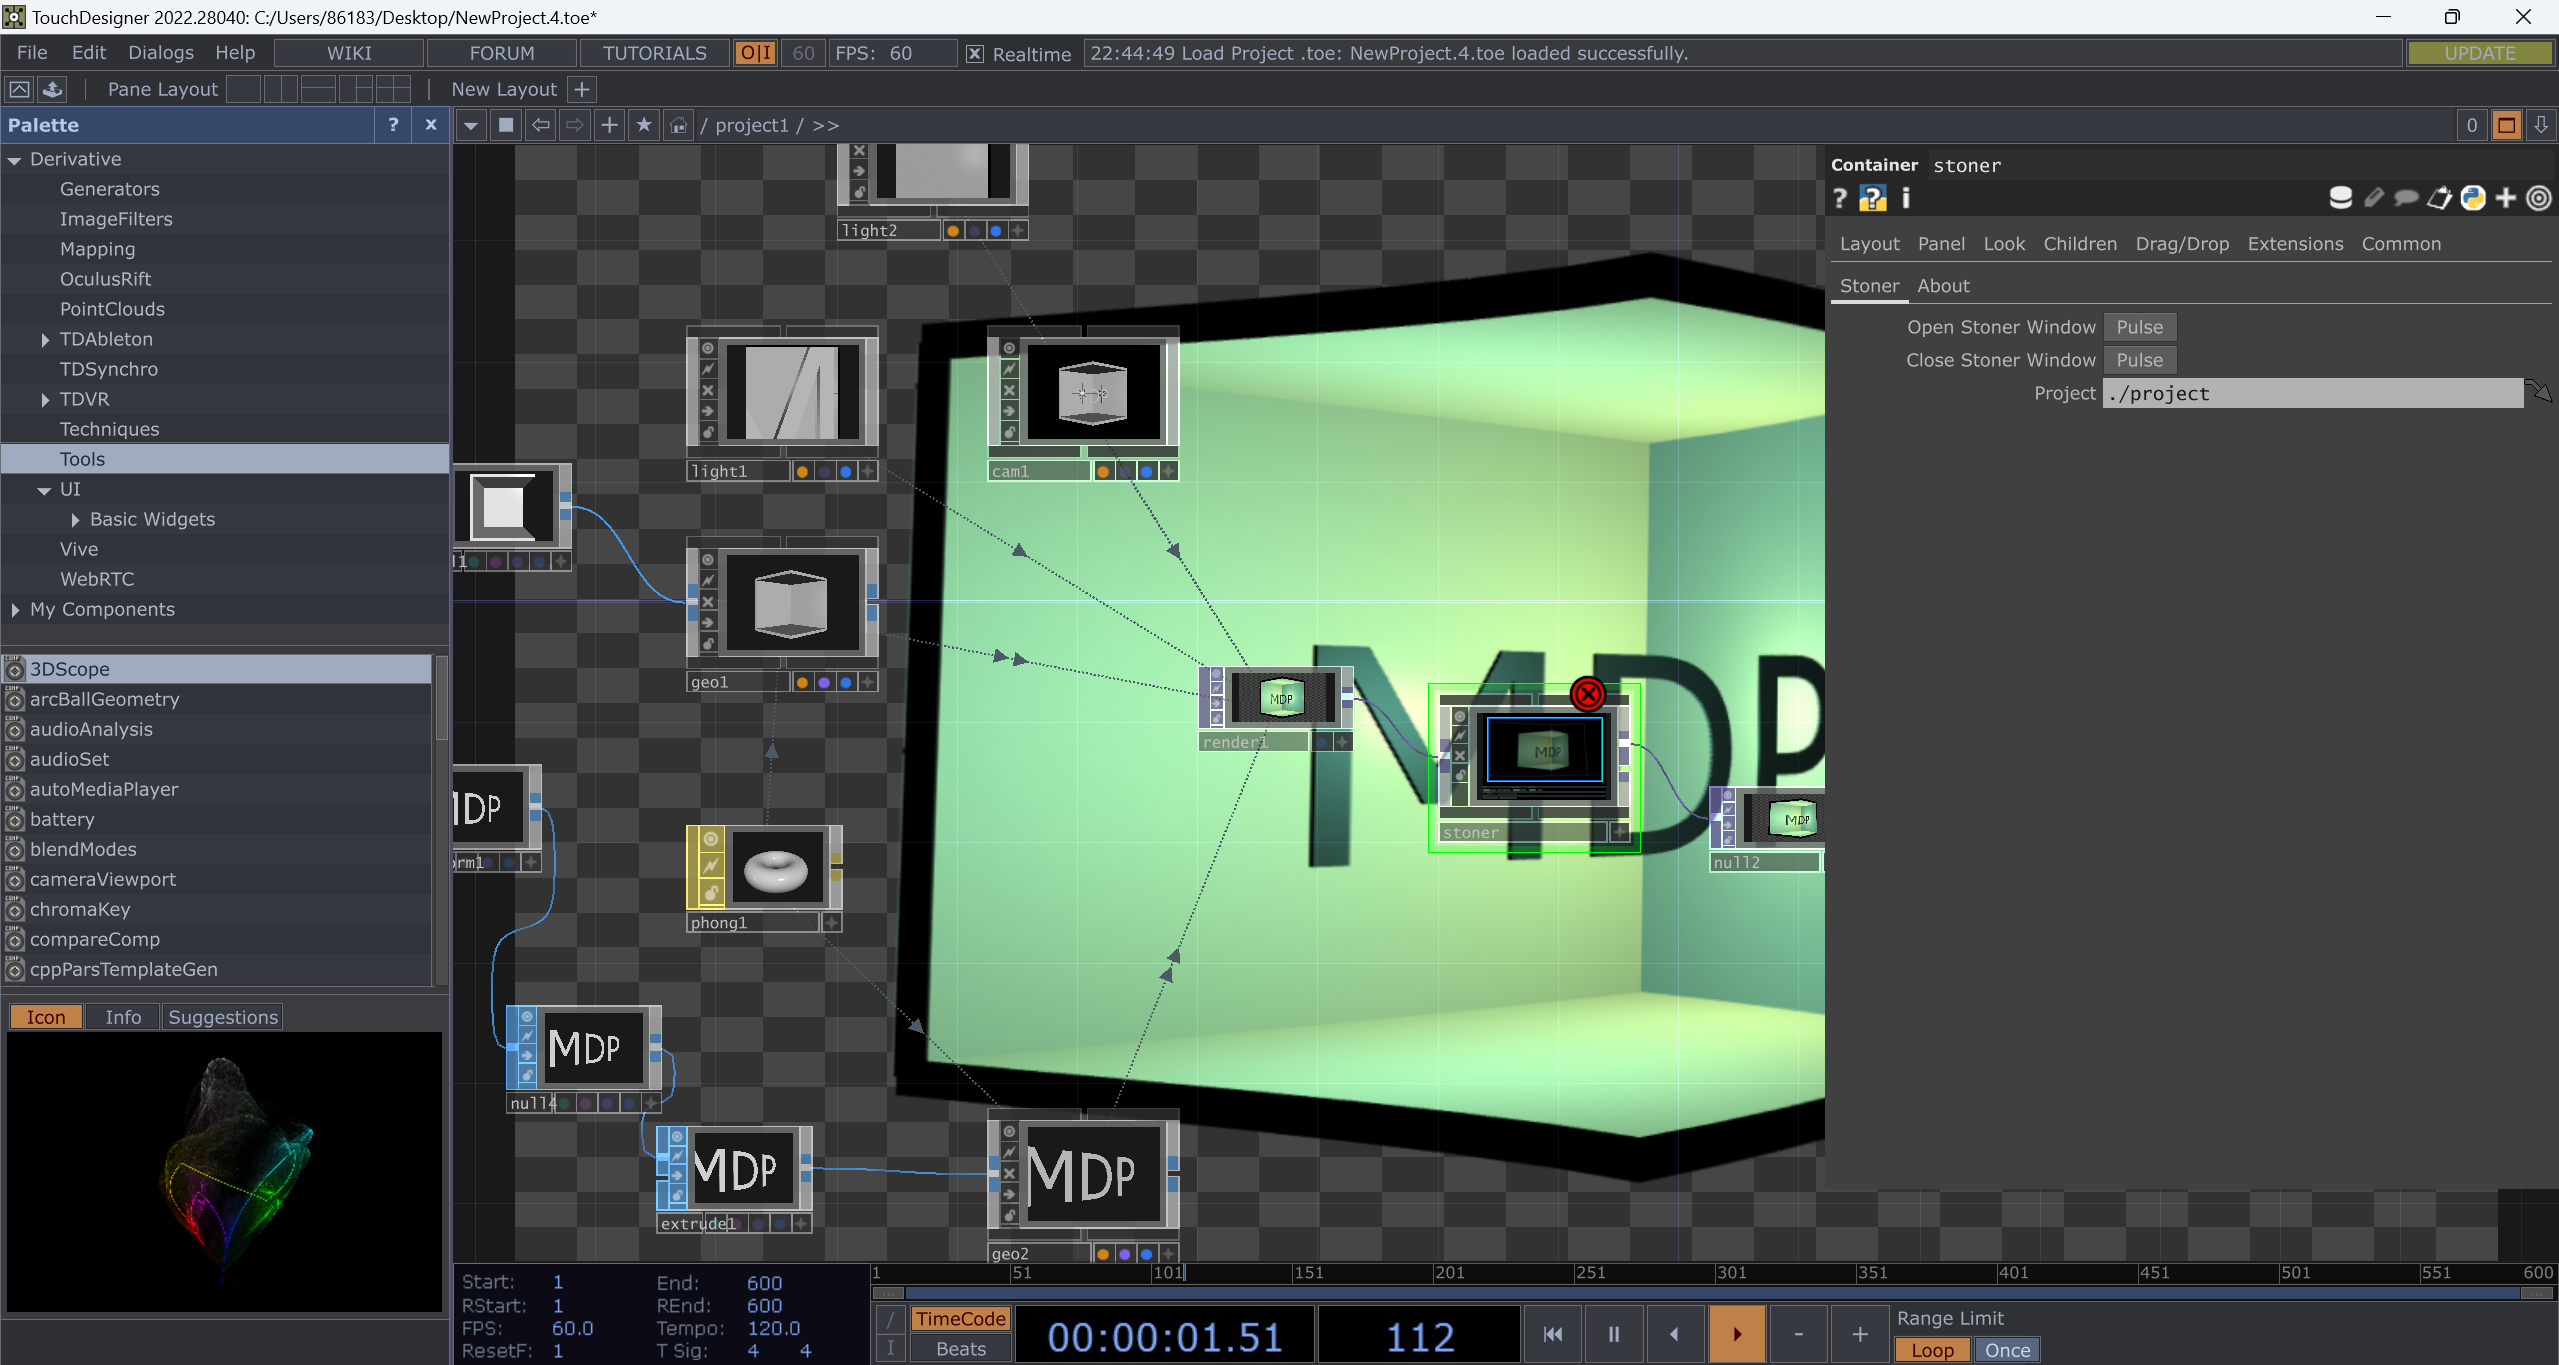 TouchDesigner 2022.28040: C:/Users/86183/Desktop/NewProject.4.toe*
File Edit Dialogs Help WIKI FORUM TUTORIALS O|I 60 FPS: 60 Realtime 22:44:49 Load Project .toe: NewProject.4.toe loaded successfully. UPDATE
Pane Layout New Layout +
Palette ? x / project1 / >> 0
Derivative
Generators
ImageFilters
Mapping
OculusRift
PointClouds
TDAbleton
TDSynchro
TDVR
Techniques
Tools
UI
Basic Widgets
Vive
WebRTC
My Components
3DScope
arcBallGeometry
audioAnalysis
audioSet
autoMediaPlayer
battery
blendModes
cameraViewport
chromaKey
compareComp
cppParsTemplateGen
Icon Info Suggestions
light2
light1
cam1
geo1
render1
MDP
stoner
MDP
null2
MDP
phong1
MDP
rm1
MDP
null4
MDP
extrude1
MDP
geo2
MDP
Container stoner
? ? i
Layout Panel Look Children Drag/Drop Extensions Common
Stoner About
Open Stoner Window Pulse
Close Stoner Window Pulse
Project ./project
Start: 1 End: 600
RStart: 1 REnd: 600
FPS: 60.0 Tempo: 120.0
ResetF: 1 T Sig: 4 4
1 51 101 151 201 251 301 351 401 451 501 551 600
/ TimeCode
I Beats
00:00:01.51 112
- +
Range Limit
Loop Once